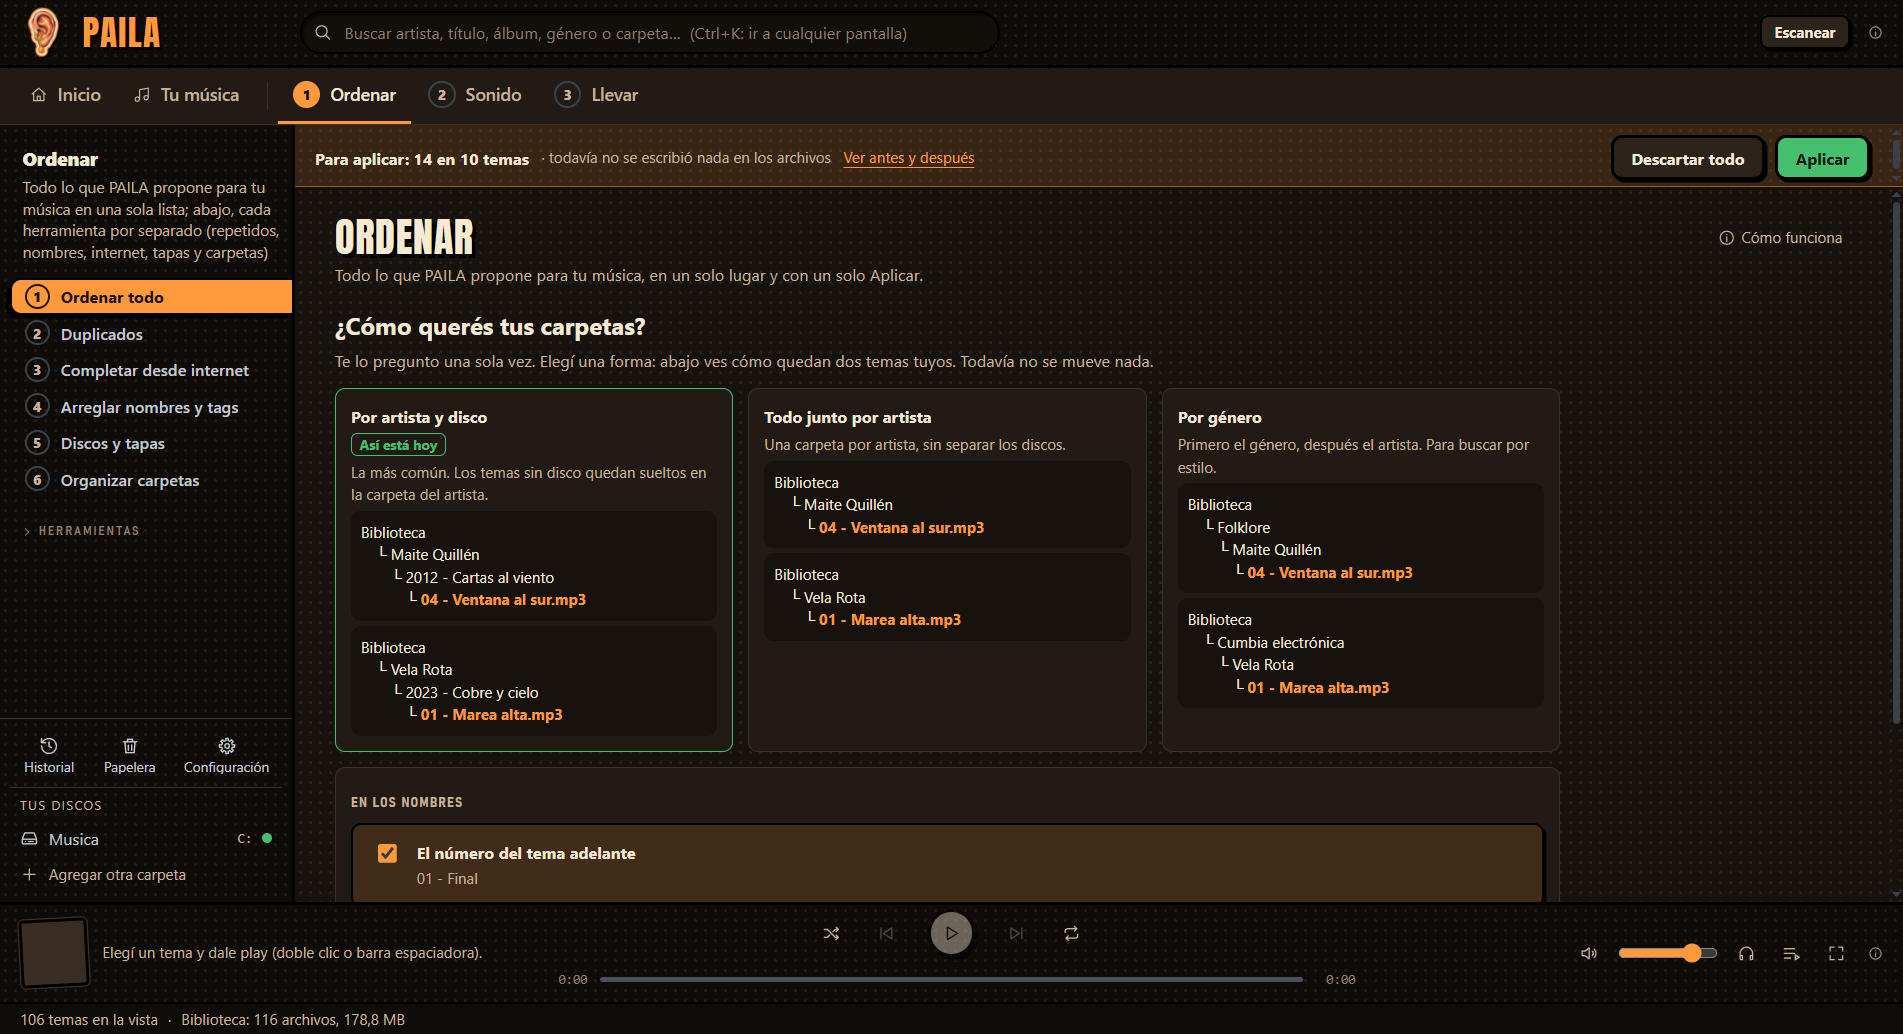 PAILA
Buscar artista, título, álbum, género o carpeta... (Ctrl+K: ir a cualquier pantalla)
Escanear
Inicio
Tu música
1 Ordenar
2 Sonido
3 Llevar
Ordenar
Todo lo que PAILA propone para tu
música en una sola lista; abajo, cada
herramienta por separado (repetidos,
nombres, internet, tapas y carpetas)
1 Ordenar todo
2 Duplicados
3 Completar desde internet
4 Arreglar nombres y tags
5 Discos y tapas
6 Organizar carpetas
HERRAMIENTAS
Historial
Papelera
Configuración
TUS DISCOS
Musica C:
Agregar otra carpeta
Para aplicar: 14 en 10 temas · todavía no se escribió nada en los archivos Ver antes y después
Descartar todo
Aplicar
ORDENAR
Cómo funciona
Todo lo que PAILA propone para tu música, en un solo lugar y con un solo Aplicar.
¿Cómo querés tus carpetas?
Te lo pregunto una sola vez. Elegí una forma: abajo ves cómo quedan dos temas tuyos. Todavía no se mueve nada.
Por artista y disco
Así está hoy
La más común. Los temas sin disco quedan sueltos en
la carpeta del artista.
Biblioteca
Maite Quillén
2012 - Cartas al viento
04 - Ventana al sur.mp3
Biblioteca
Vela Rota
2023 - Cobre y cielo
01 - Marea alta.mp3
Todo junto por artista
Una carpeta por artista, sin separar los discos.
Biblioteca
Maite Quillén
04 - Ventana al sur.mp3
Biblioteca
Vela Rota
01 - Marea alta.mp3
Por género
Primero el género, después el artista. Para buscar por
estilo.
Biblioteca
Folklore
Maite Quillén
04 - Ventana al sur.mp3
Biblioteca
Cumbia electrónica
Vela Rota
01 - Marea alta.mp3
EN LOS NOMBRES
El número del tema adelante
01 - Final
Elegí un tema y dale play (doble clic o barra espaciadora).
0:00
0:00
106 temas en la vista · Biblioteca: 116 archivos, 178,8 MB